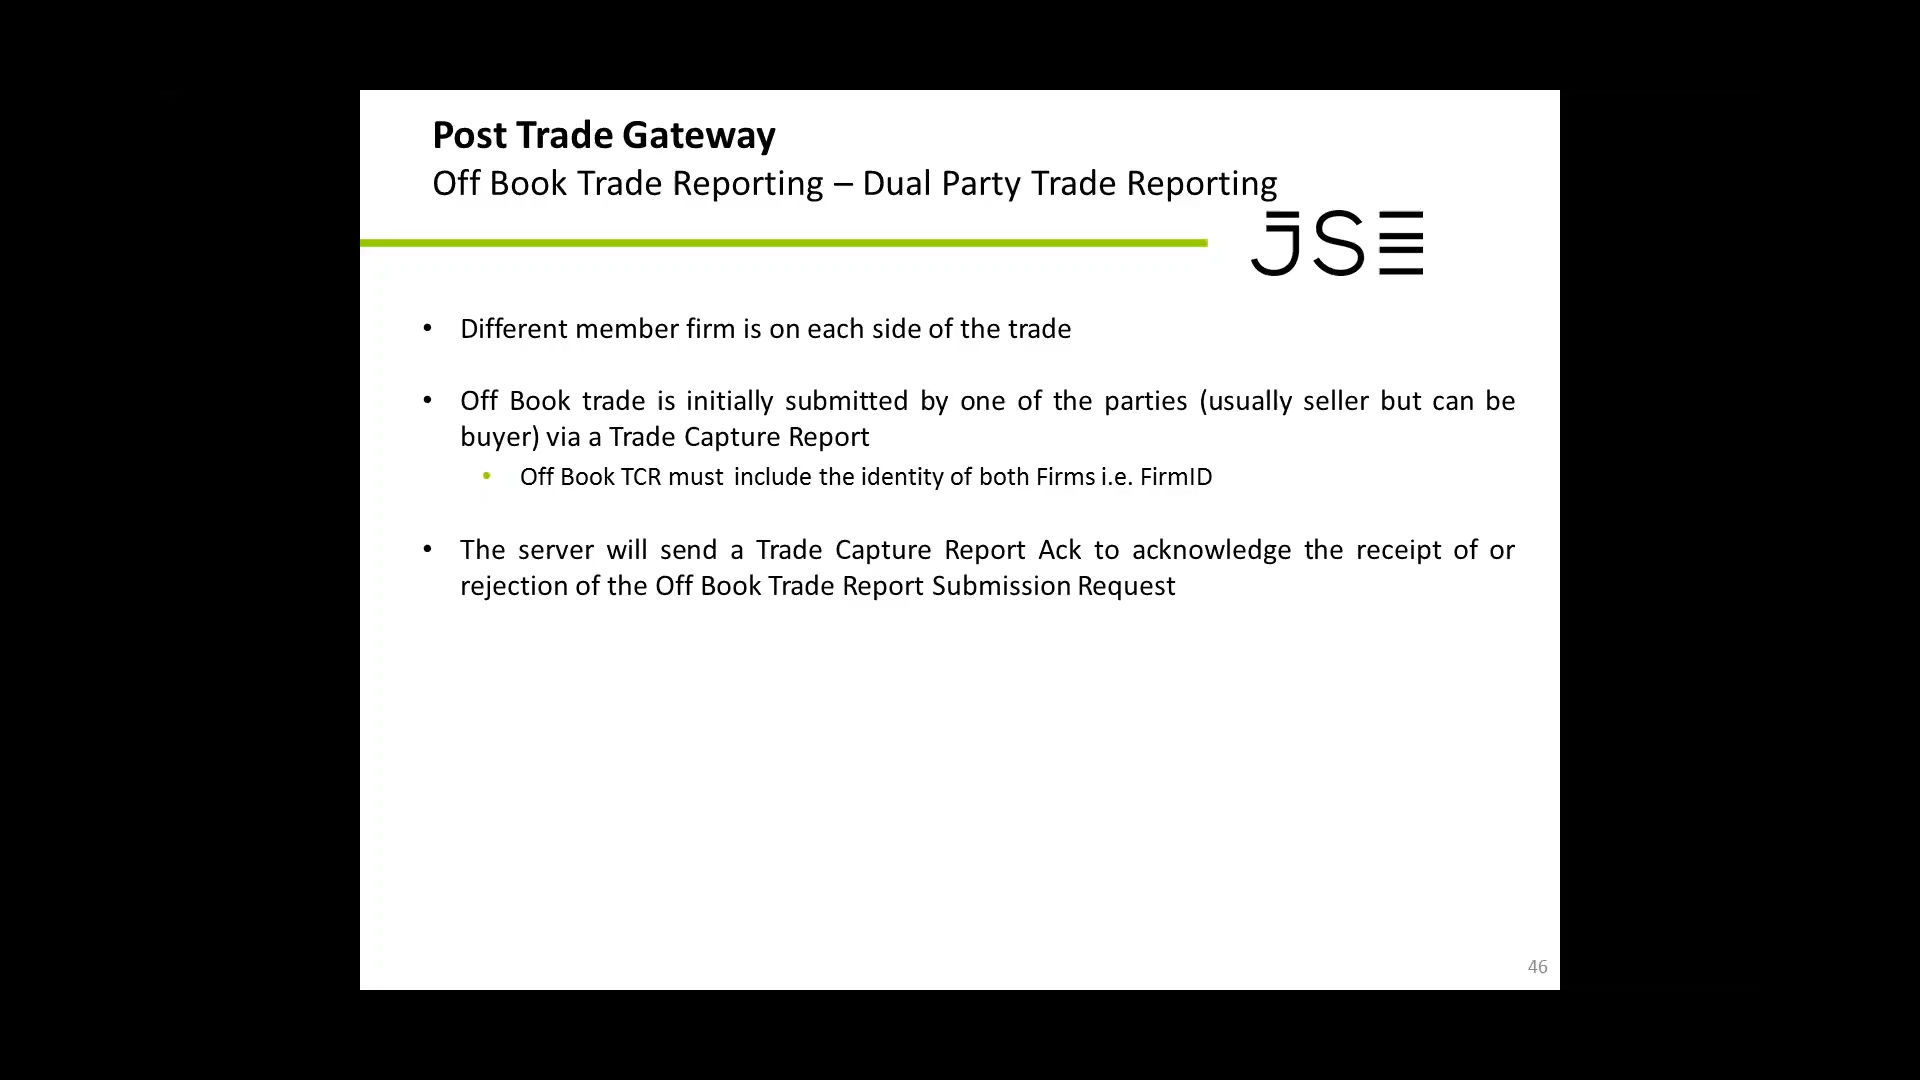 Post Trade Gateway
Off Book Trade Reporting – Dual Party Trade Reporting
JSE
• Different member firm is on each side of the trade
• Off Book trade is initially submitted by one of the parties (usually seller but can be
buyer) via a Trade Capture Report
• Off Book TCR must include the identity of both Firms i.e. FirmID
• The server will send a Trade Capture Report Ack to acknowledge the receipt of or
rejection of the Off Book Trade Report Submission Request
46